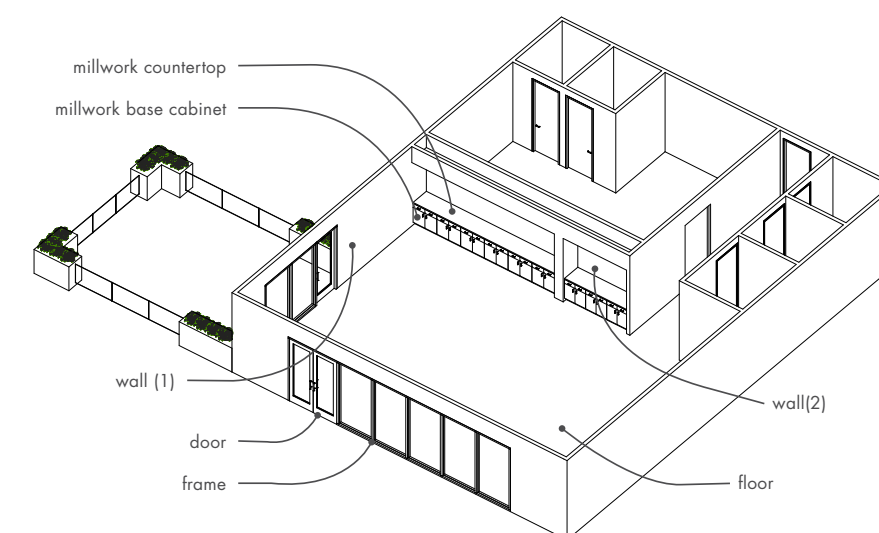 millwork countertop
millwork base cabinet
wall (1)
wall(2)
door
frame
floor